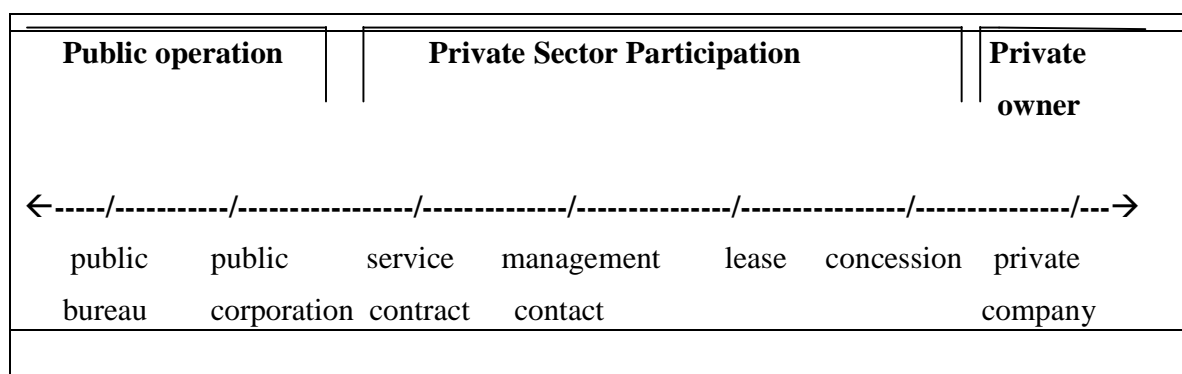 Public operation Private Sector Participation Private
owner
←-----/-----------/-----------------/--------------/---------------/----------------/---------------/---→
public public service management lease concession private
bureau corporation contract contact company